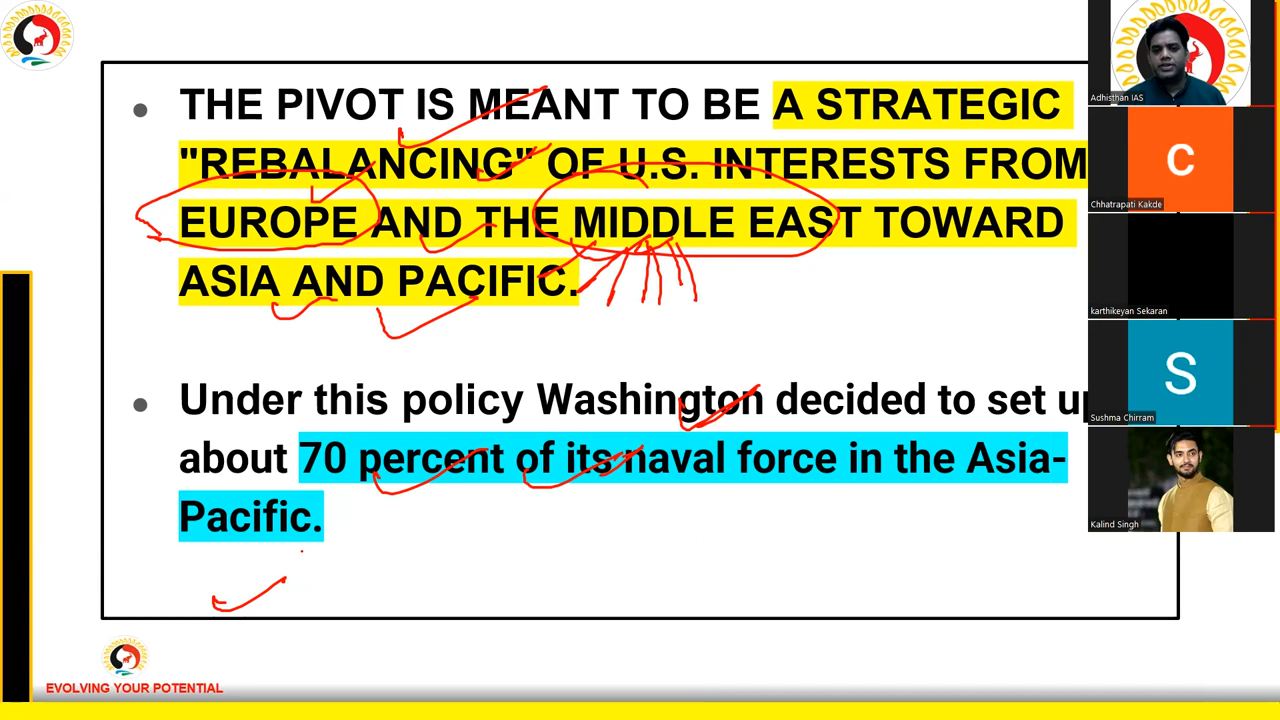 THE PIVOT IS MEANT TO BE A STRATEGIC
"REBALANCING" OF U.S. INTERESTS FROM
EUROPE AND THE MIDDLE EAST TOWARD
ASIA AND PACIFIC.
Under this policy Washington decided to set u
about 70 percent of its naval force in the Asia-
Pacific.
EVOLVING YOUR POTENTIAL
Adhisthan IAS
C
Chhatrapati Kakde
karthikeyan Sekaran
S
Sushma Chirram
Kalind Singh